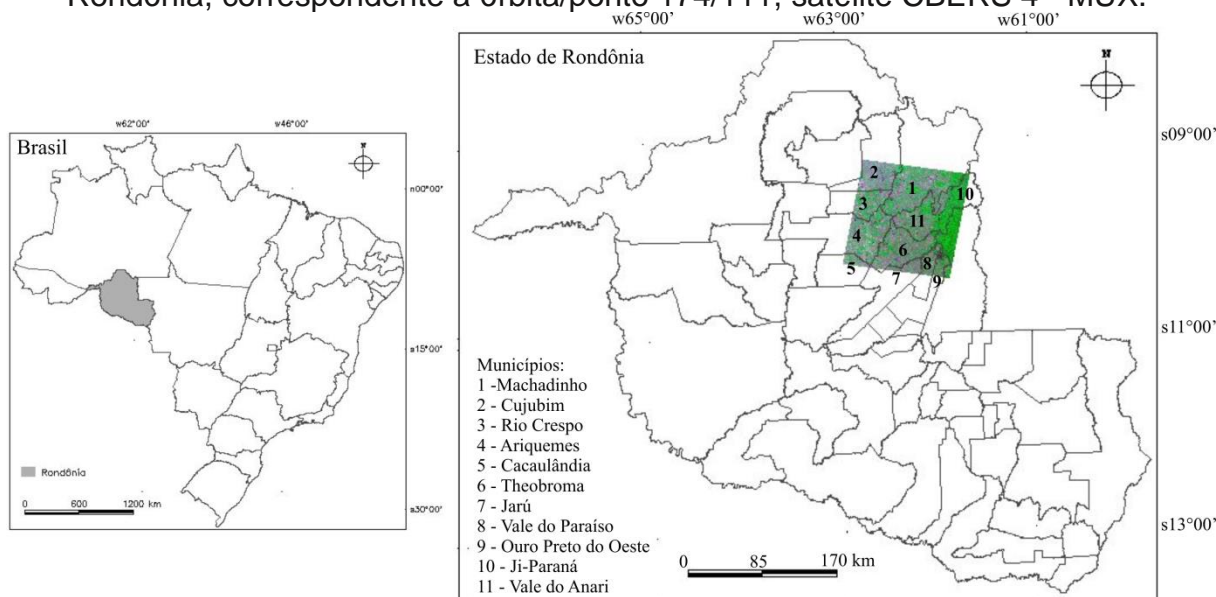 Rondônia, correspondente à órbita/ponto 174/111, satélite CBERS 4 - MUX.
w62°00'
w46°00'
Brasil
N
n00°00'
s15°00'
s30°00'
Rondônia
0 600 1200 km
w65°00'
w63°00'
w61°00'
Estado de Rondônia
N
s09°00'
s11°00'
s13°00'
2
1
10
3
11
4
6
5
8
7
9
Municípios:
1 -Machadinho
2 - Cujubim
3 - Rio Crespo
4 - Ariquemes
5 - Cacaulândia
6 - Theobroma
7 - Jarú
8 - Vale do Paraíso
9 - Ouro Preto do Oeste
10 - Ji-Paraná
11 - Vale do Anari
0 85 170 km